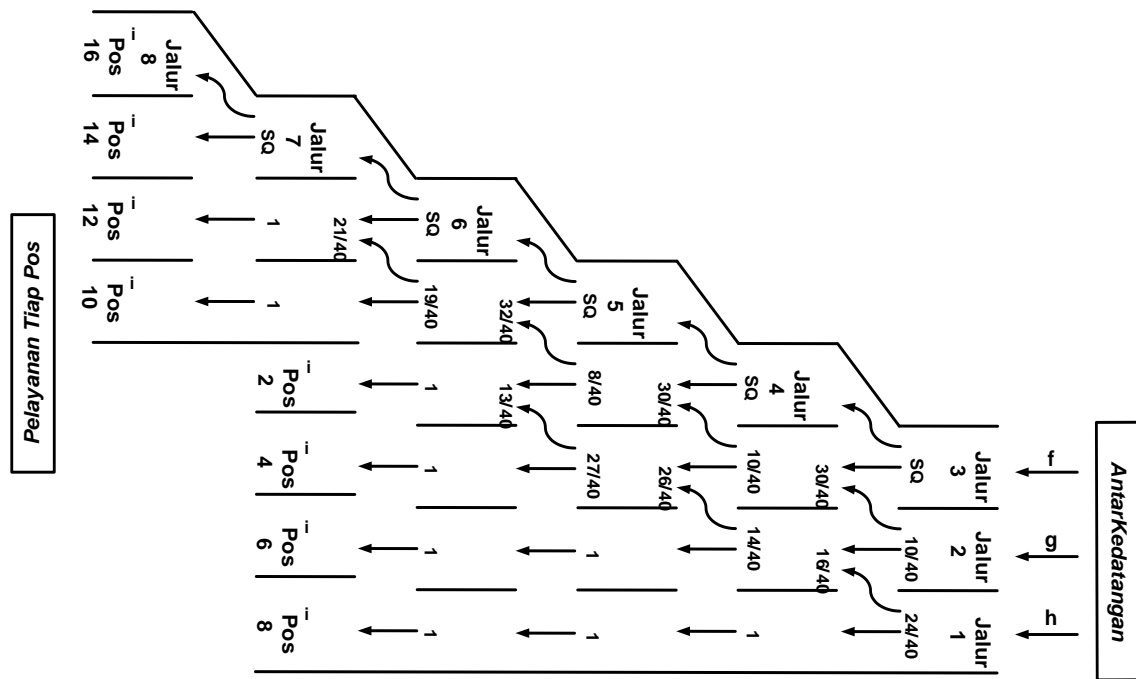 AntarKedatangan
f g h
Jalur Jalur Jalur
3 2 1
SQ 10/40 24/40
30/40 16/40
Jalur
4
SQ 10/40 14/40 1
30/40 26/40
Jalur
5
SQ 8/40 27/40 1 1
32/40 13/40
Jalur
6
SQ 19/40 1 1 1 1
21/40
Jalur
7
SQ 1 1
i i i i
Pos Pos Pos Pos
2 4 6 8
Jalur
8
i i i i
Pos Pos Pos Pos
16 14 12 10
Pelayanan Tiap Pos